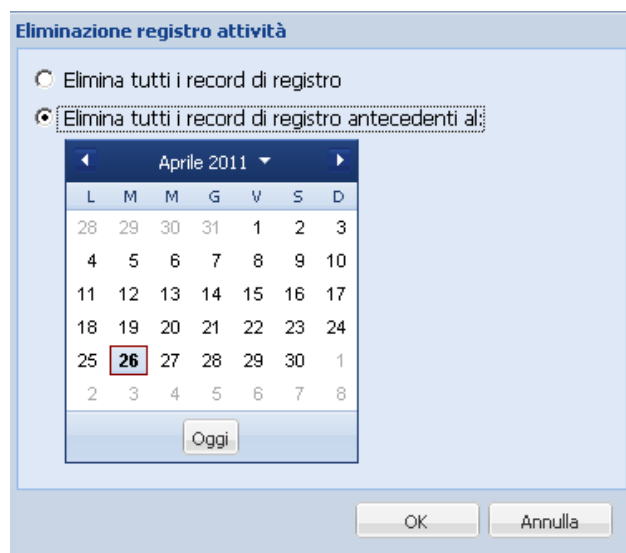 Eliminazione registro attività
Elimina tutti i record di registro
Elimina tutti i record di registro antecedenti al:
Aprile 2011
L M M G V S D
28 29 30 31 1 2 3
4 5 6 7 8 9 10
11 12 13 14 15 16 17
18 19 20 21 22 23 24
25 26 27 28 29 30 1
2 3 4 5 6 7 8
Oggi
OK Annulla